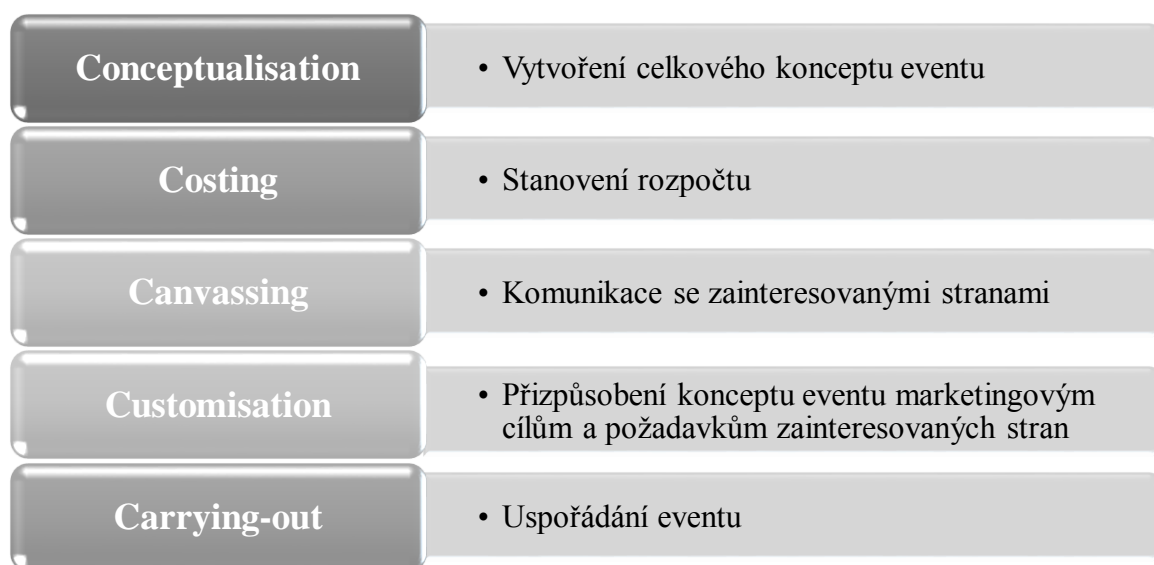 Conceptualisation
• Vytvoření celkového konceptu eventu
Costing
• Stanovení rozpočtu
Canvassing
• Komunikace se zainteresovanými stranami
Customisation
• Přizpůsobení konceptu eventu marketingovým
cílům a požadavkům zainteresovaných stran
Carrying-out
• Uspořádání eventu